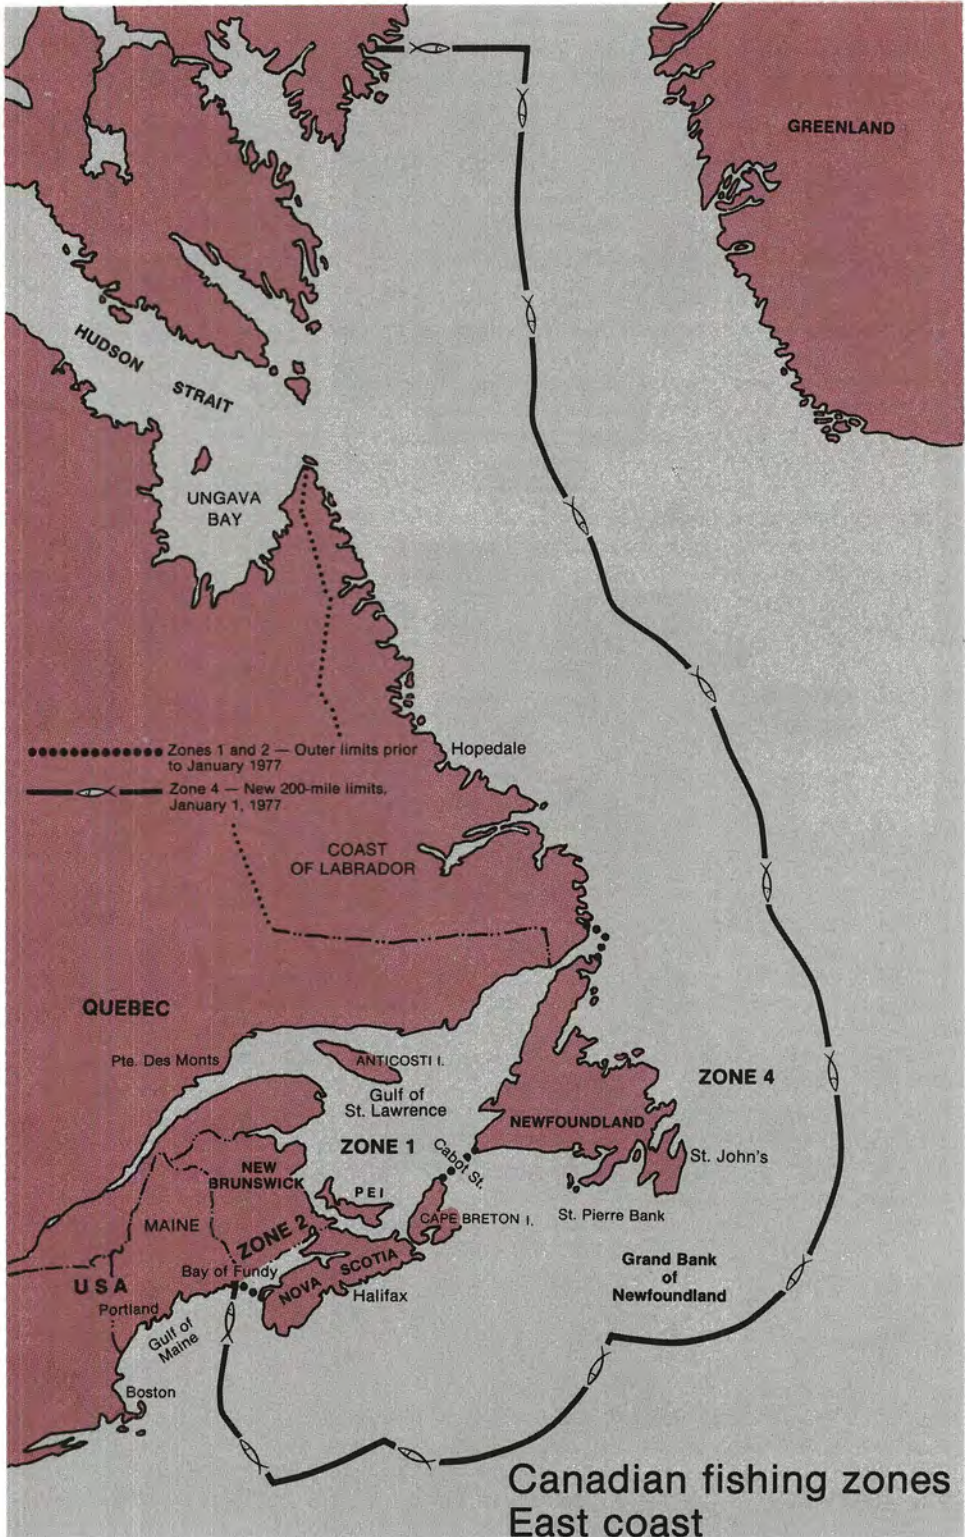 GREENLAND
HUDSON
STRAIT
UNGAVA
BAY
Hopedale
Zones 1 and 2 — Outer limits prior
to January 1977
Zone 4 — New 200-mile limits,
January 1, 1977
COAST
OF LABRADOR
QUEBEC
Pte. Des Monts
ANTICOSTI I.
Gulf of
St. Lawrence
ZONE 4
NEWFOUNDLAND
ZONE 1
Cabot St.
St. John's
NEW
BRUNSWICK
PEI
CAPE BRETON I.
St. Pierre Bank
MAINE
ZONE 2
NOVA SCOTIA
Grand Bank
of
Newfoundland
Bay of Fundy
USA
Halifax
Portland
Gulf of
Maine
Boston
Canadian fishing zones
East coast